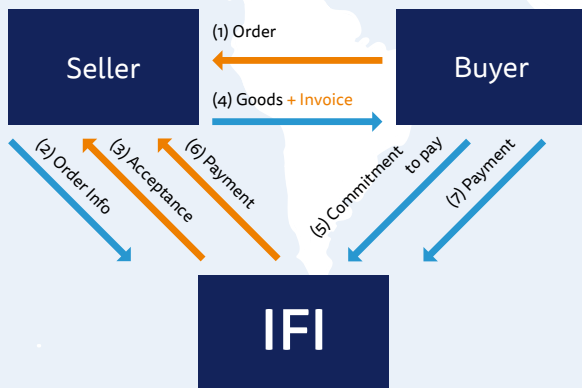 (1) Order
Seller
Buyer
(4) Goods + Invoice
(2) Order Info
(3) Acceptance
(6) Payment
(5) Commitment
to pay
(7) Payment
IFI